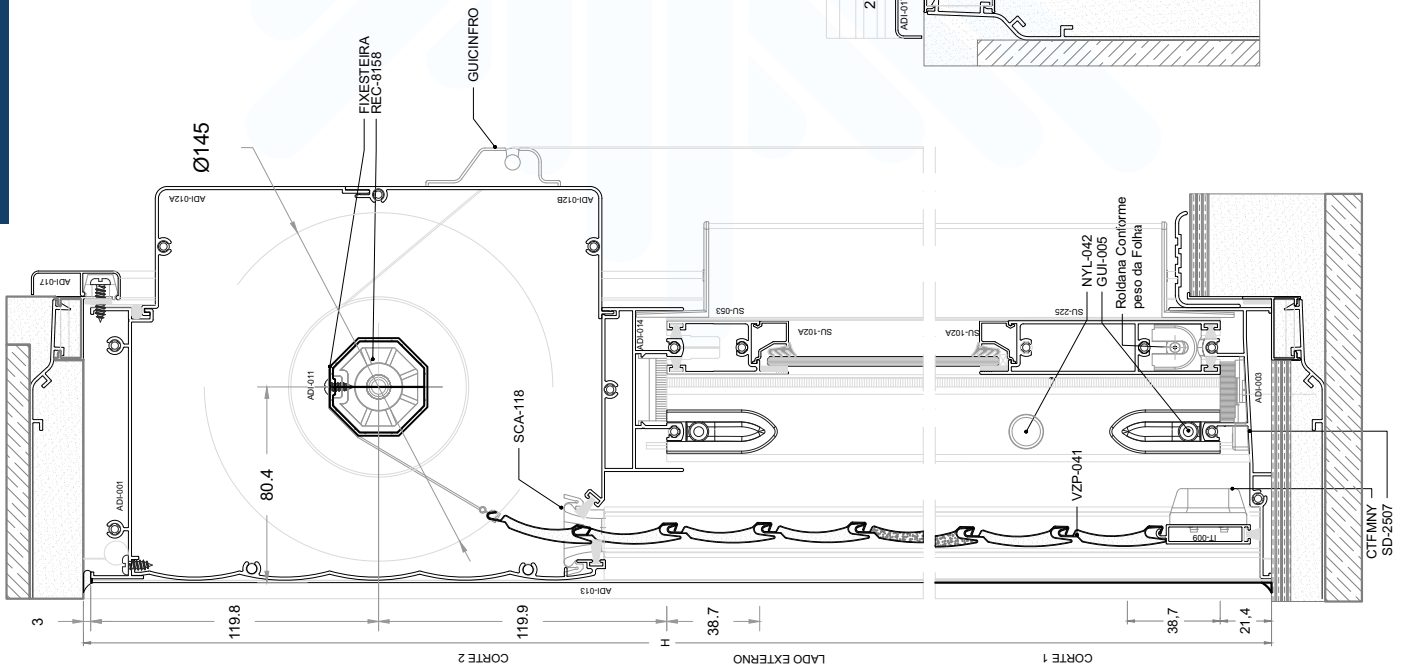 GUICINFRO
FIXESTEIRA
REC-8158
Ø145
ADI-012A
ADI-012B
ADI-017
ADI-011
ADI-001
80.4
SCA-118
ADI-014
SU-053
SU-102A
SU-102A
SU-225
NYL-042
GUI-005
Roldana Conforme
peso da Folha
ADI-003
VZP-041
IT-009
CTFMNY
SD-2507
ADI-013
3
119.8
119.9
38.7
38,7
21,4
H
CORTE 2
LADO EXTERNO
CORTE 1
2